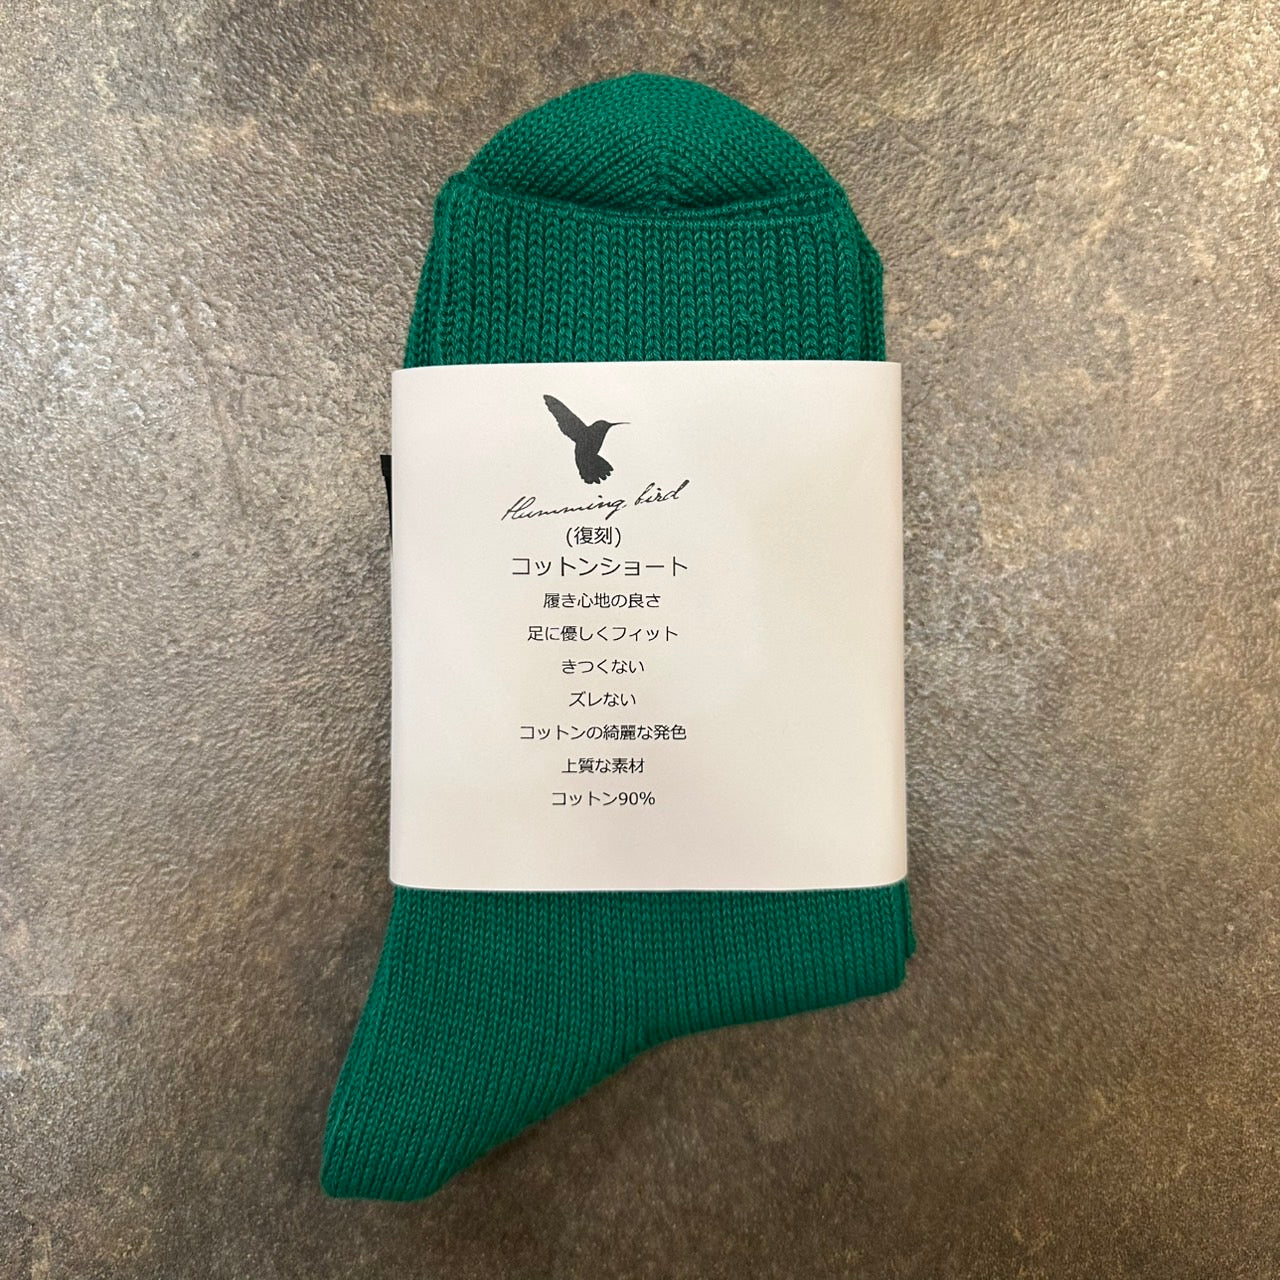 Humming bird
(復刻)
コットンショート
履き心地の良さ
足に優しくフィット
きつくない
ズレない
コットンの綺麗な発色
上質な素材
コットン90%